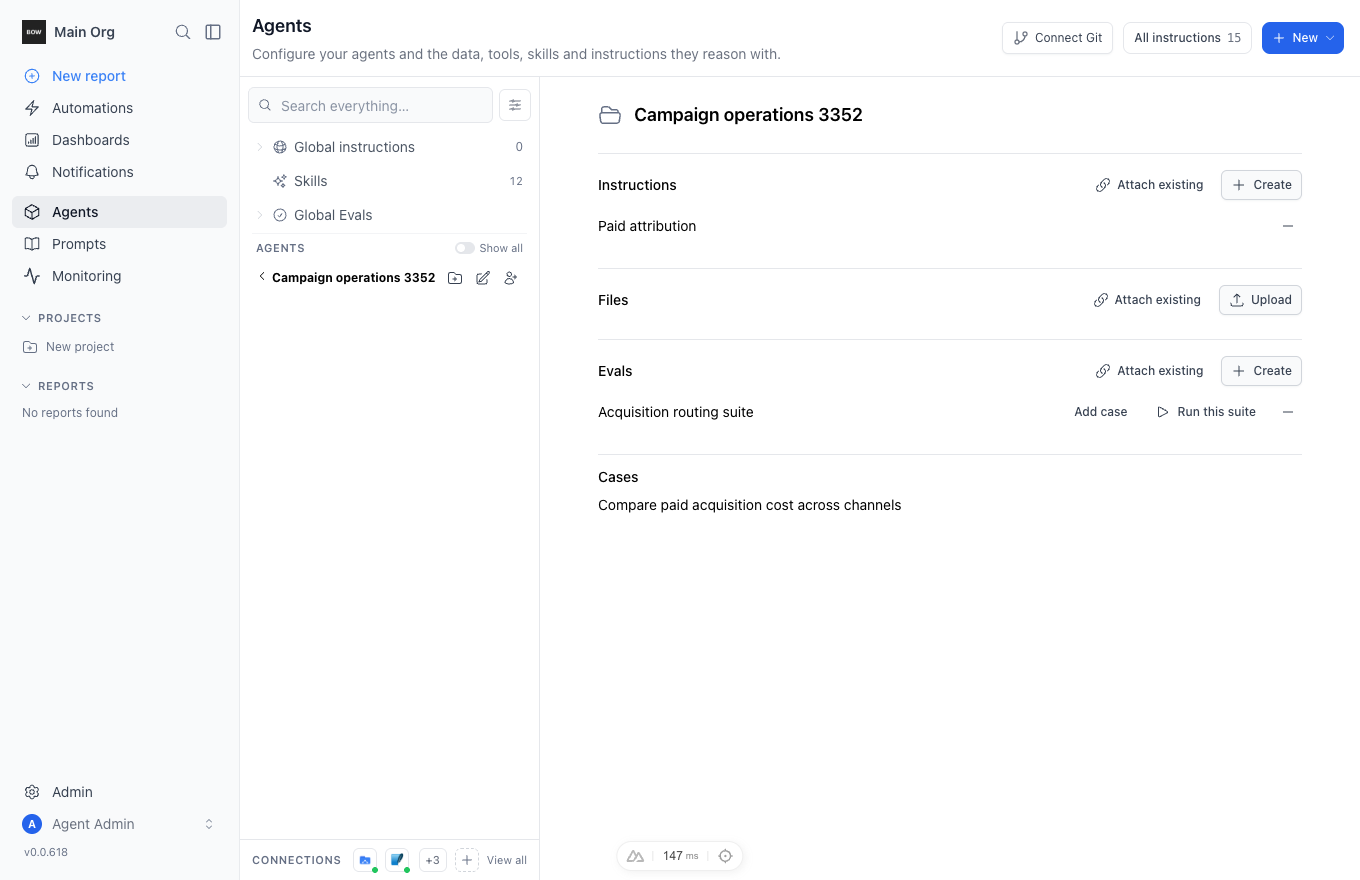 BOW
Main Org
New report
Automations
Dashboards
Notifications
Agents
Prompts
Monitoring
PROJECTS
New project
REPORTS
No reports found
Admin
A
Agent Admin
v0.0.618
Agents
Configure your agents and the data, tools, skills and instructions they reason with.
Connect Git
All instructions 15
New
Search everything...
Global instructions 0
Skills 12
Global Evals
AGENTS Show all
Campaign operations 3352
CONNECTIONS +3 View all
Campaign operations 3352
Instructions Attach existing Create
Paid attribution
Files Attach existing Upload
Evals Attach existing Create
Acquisition routing suite Add case Run this suite
Cases
Compare paid acquisition cost across channels
147 ms